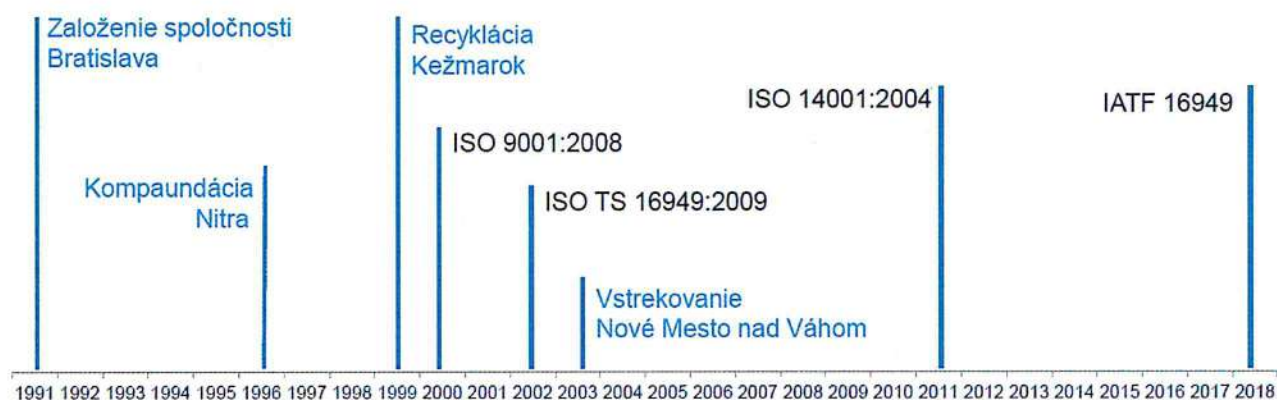 Založenie spoločnosti
Bratislava
Recyklácia
Kežmarok
ISO 14001:2004
IATF 16949
ISO 9001:2008
Kompaundácia
Nitra
ISO TS 16949:2009
Vstrekovanie
Nové Mesto nad Váhom
1991 1992 1993 1994 1995 1996 1997 1998 1999 2000 2001 2002 2003 2004 2005 2006 2007 2008 2009 2010 2011 2012 2013 2014 2015 2016 2017 2018